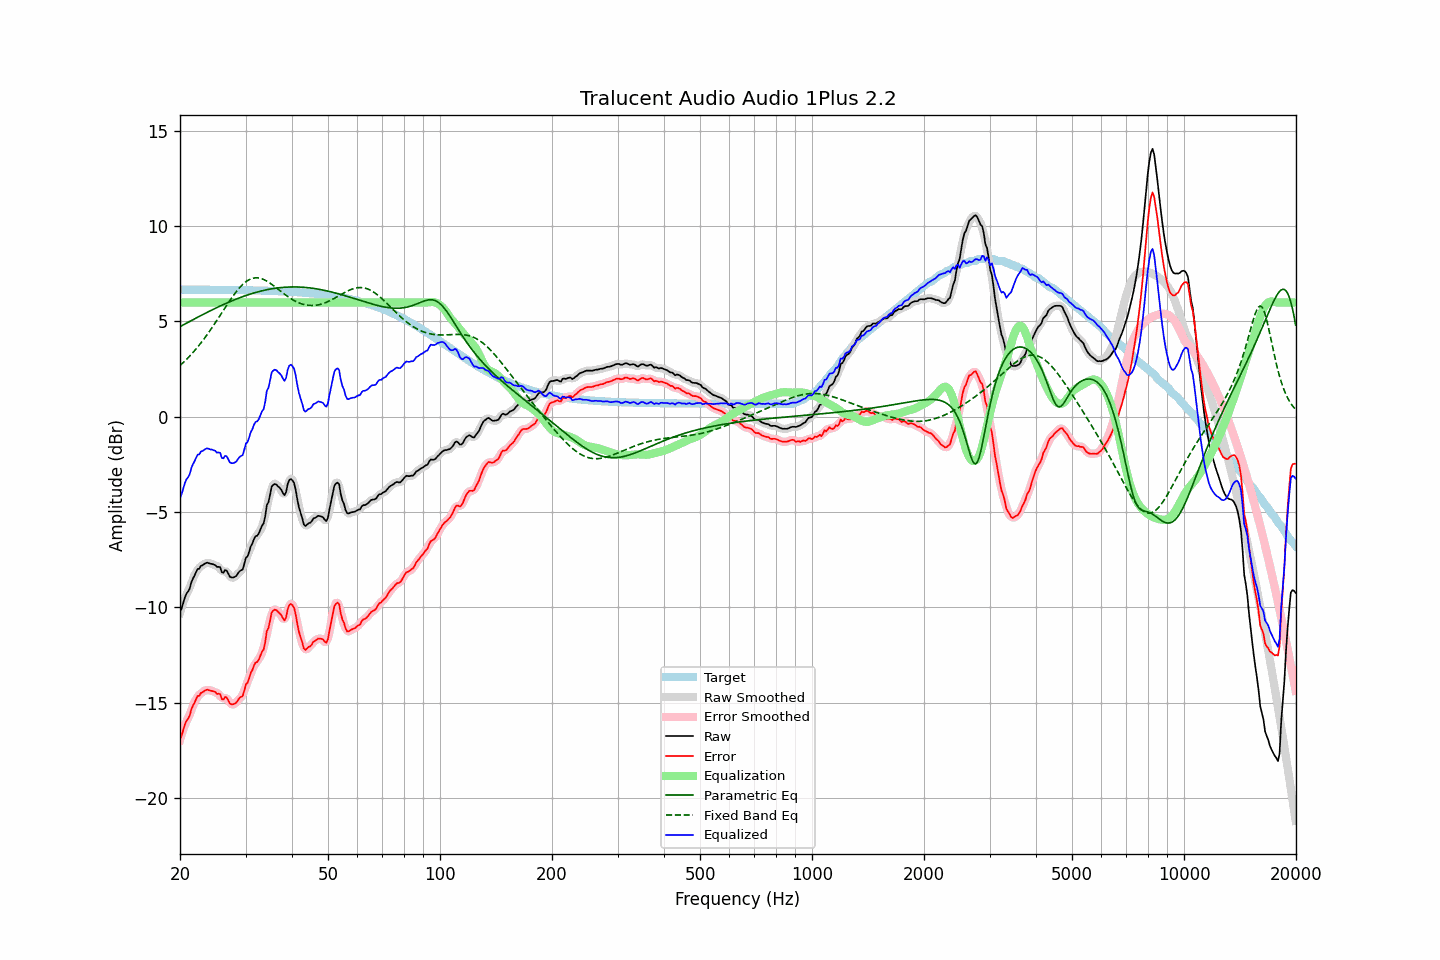 Tralucent Audio Audio 1Plus 2.2
15
10
5
0
−5
−10
−15
−20
Amplitude (dBr)
Target
Raw Smoothed
Error Smoothed
Raw
Error
Equalization
Parametric Eq
Fixed Band Eq
Equalized
20
50
100
200
500
1000
2000
5000
10000
20000
Frequency (Hz)